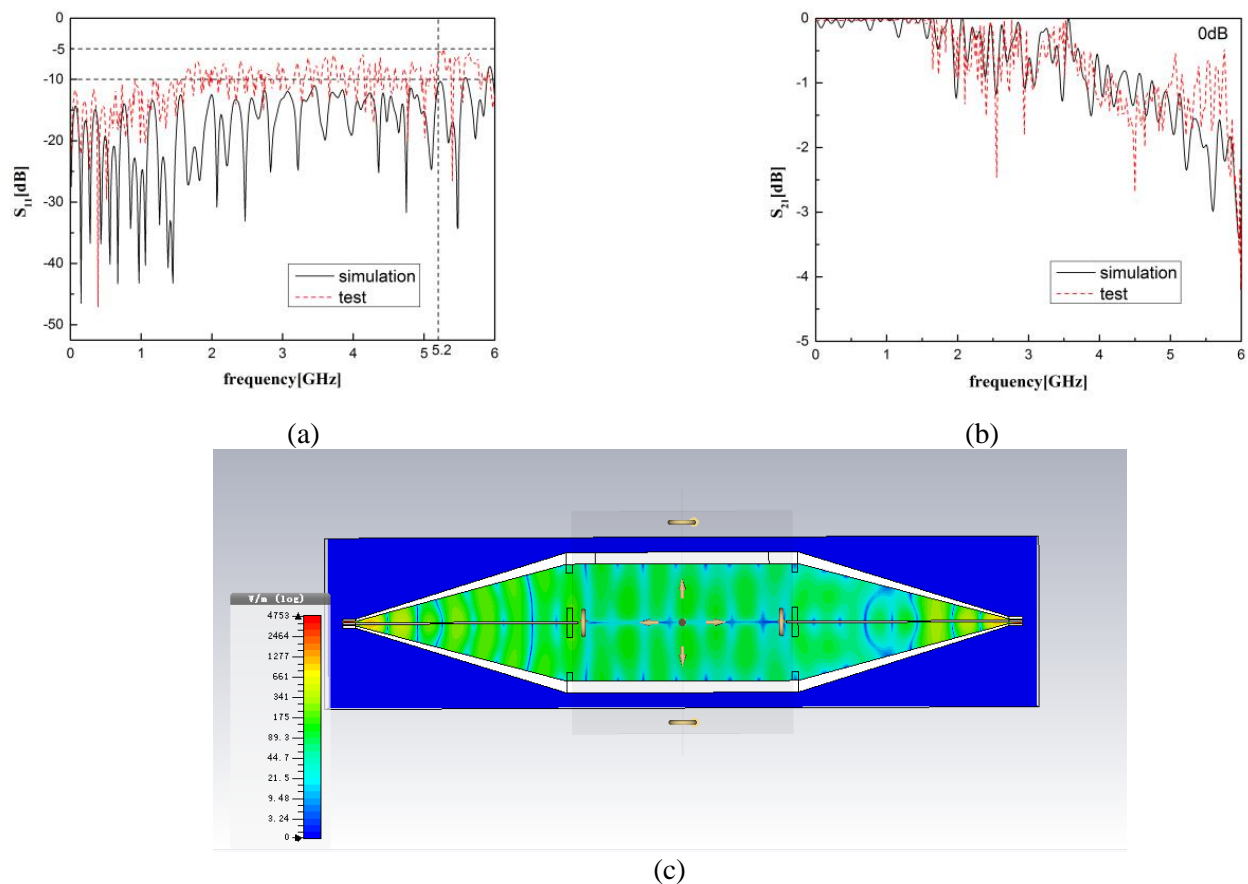 0
-5
-10
-20
-30
-40
-50
S11[dB]
simulation
test
0 1 2 3 4 5 5.2 6
frequency[GHz]
(a)
0
-1
-2
-3
-4
-5
S21[dB]
0dB
simulation
test
0 1 2 3 4 5 6
frequency[GHz]
(b)
V/m (log)
4753
2464
1277
661
341
175
89.3
44.7
21.5
9.48
3.24
0
(c)